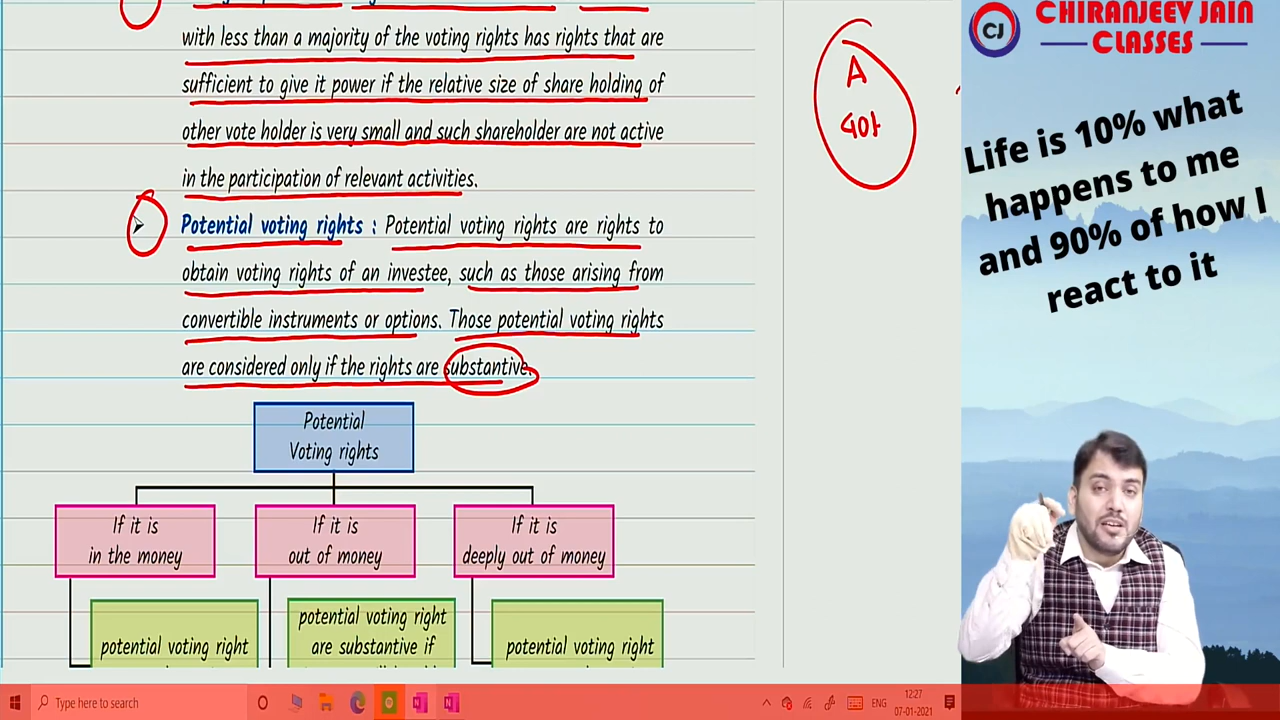 with less than a majority of the voting rights has rights that are
sufficient to give it power if the relative size of share holding of
other vote holder is very small and such shareholder are not active
in the participation of relevant activities.
Potential voting rights : Potential voting rights are rights to
obtain voting rights of an investee, such as those arising from
convertible instruments or options. Those potential voting rights
are considered only if the rights are substantive.
Potential
Voting rights
If it is
in the money
If it is
out of money
If it is
deeply out of money
potential voting right
potential voting right
are substantive if
potential voting right
A
CJ
CHIRANJEEV JAIN
CLASSES
Life is 10% what
happens to me
and 90% of how I
react to it
Type here to search
ENG
12:27
07-01-2021